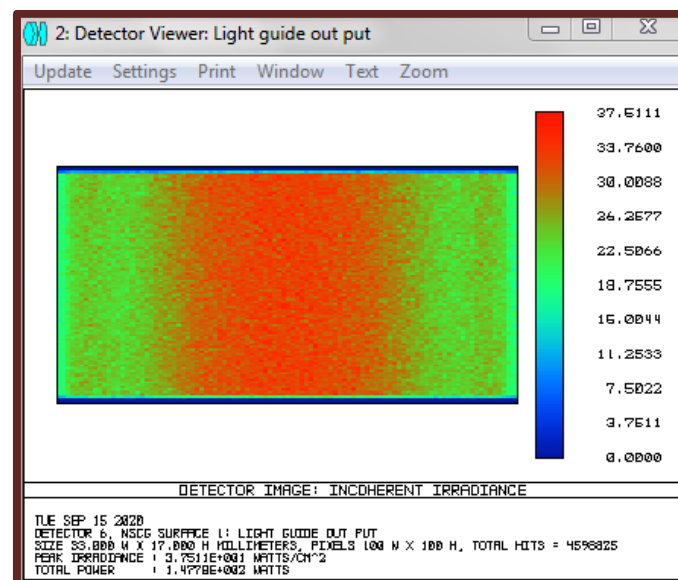 2: Detector Viewer: Light guide out put
Update Settings Print Window Text Zoom
37.5111
33.7600
30.0088
26.2577
22.5066
18.7555
15.0044
11.2533
7.5022
3.7511
0.0000
DETECTOR IMAGE: INCOHERENT IRRADIANCE
TUE SEP 15 2020
DETECTOR 6, NSCG SURFACE 1: LIGHT GUIDE OUT PUT
SIZE 33.000 W X 17.000 H MILLIMETERS, PIXELS 100 W X 100 H, TOTAL HITS = 4598825
PEAK IRRADIANCE : 3.7511E+001 WATTS/CM^2
TOTAL POWER : 1.4778E+002 WATTS